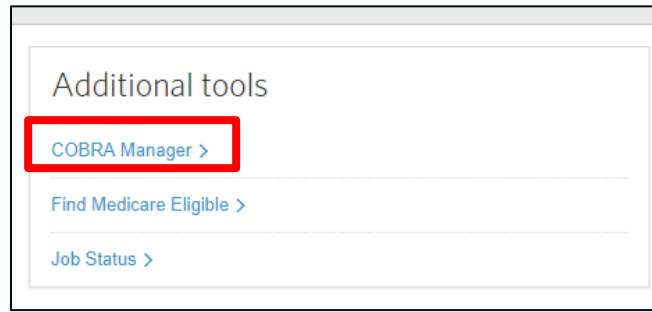 Additional tools
COBRA Manager >
Find Medicare Eligible >
Job Status >